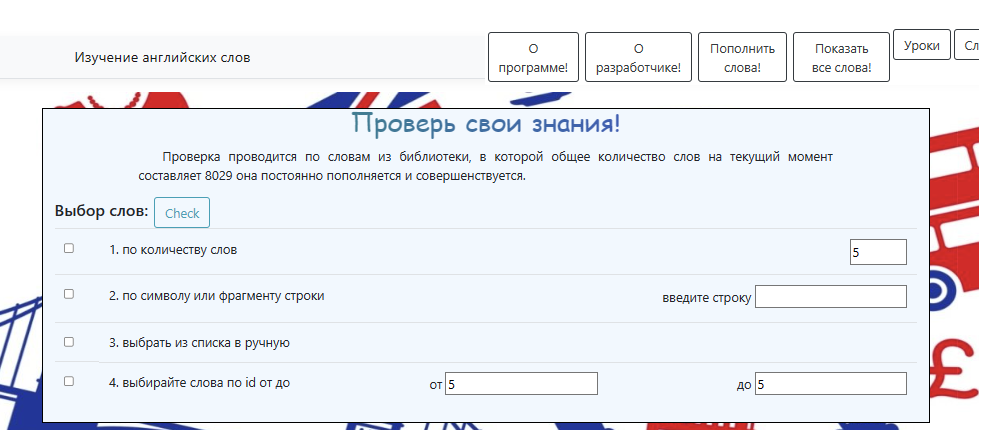 Изучение английских слов
О программе!
О разработчике!
Пополнить слова!
Показать все слова!
Уроки
Сл
Проверь свои знания!
Проверка проводится по словам из библиотеки, в которой общее количество слов на текущий момент
составляет 8029 она постоянно пополняется и совершенствуется.
Выбор слов: Check
1. по количеству слов 5
2. по символу или фрагменту строки введите строку
3. выбрать из списка в ручную
4. выбирайте слова по id от до от 5 до 5
£